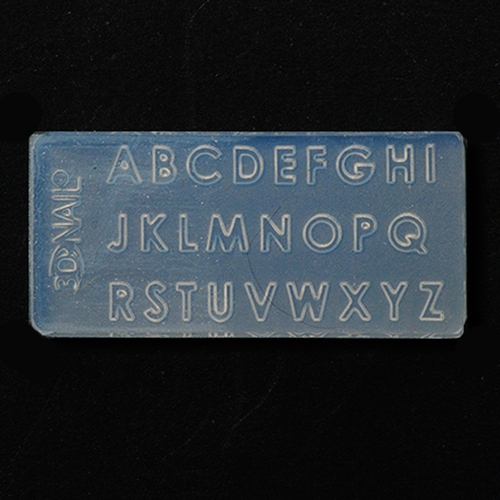 3D NAIL
ABCDEFGHI
JKLMNOPQ
RSTUVWXYZ